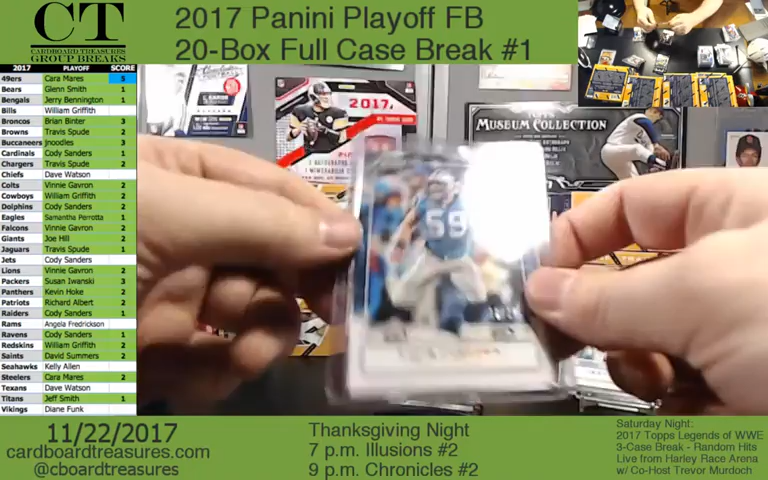 CT
CARDBOARD TREASURES
GROUP BREAKS
2017 Panini Playoff FB
20-Box Full Case Break #1
2017 PLAYOFF SCORE
49ers Cara Mares 5
Bears Glenn Smith 1
Bengals Jerry Bennington 1
Bills William Griffith
Broncos Brian Binter 3
Browns Travis Spude 2
Buccaneers Jnoodles 3
Cardinals Cody Sanders 1
Chargers Travis Spude 2
Chiefs Dave Watson
Colts Vinnie Gavron 2
Cowboys William Griffith 2
Dolphins Cody Sanders 2
Eagles Samantha Perrotta 1
Falcons Vinnie Gavron 2
Giants Joe Hill 2
Jaguars Travis Spude 1
Jets Cody Sanders
Lions Vinnie Gavron 2
Packers Susan Iwanski 3
Panthers Kevin Hoke 2
Patriots Richard Albert 2
Raiders Cody Sanders 1
Rams Angela Fredrickson
Ravens Cody Sanders 1
Redskins William Griffith 2
Saints David Summers 2
Seahawks Kelly Allen
Steelers Cara Mares 2
Texans Dave Watson
Titans Jeff Smith 1
Vikings Diane Funk
2017
MUSEUM COLLECTION
59
11/22/2017
cardboardtreasures.com
@cboardtreasures
Thanksgiving Night
7 p.m. Illusions #2
9 p.m. Chronicles #2
Saturday Night:
2017 Topps Legends of WWE
3-Case Break - Random Hits
Live from Harley Race Arena
w/ Co-Host Trevor Murdoch